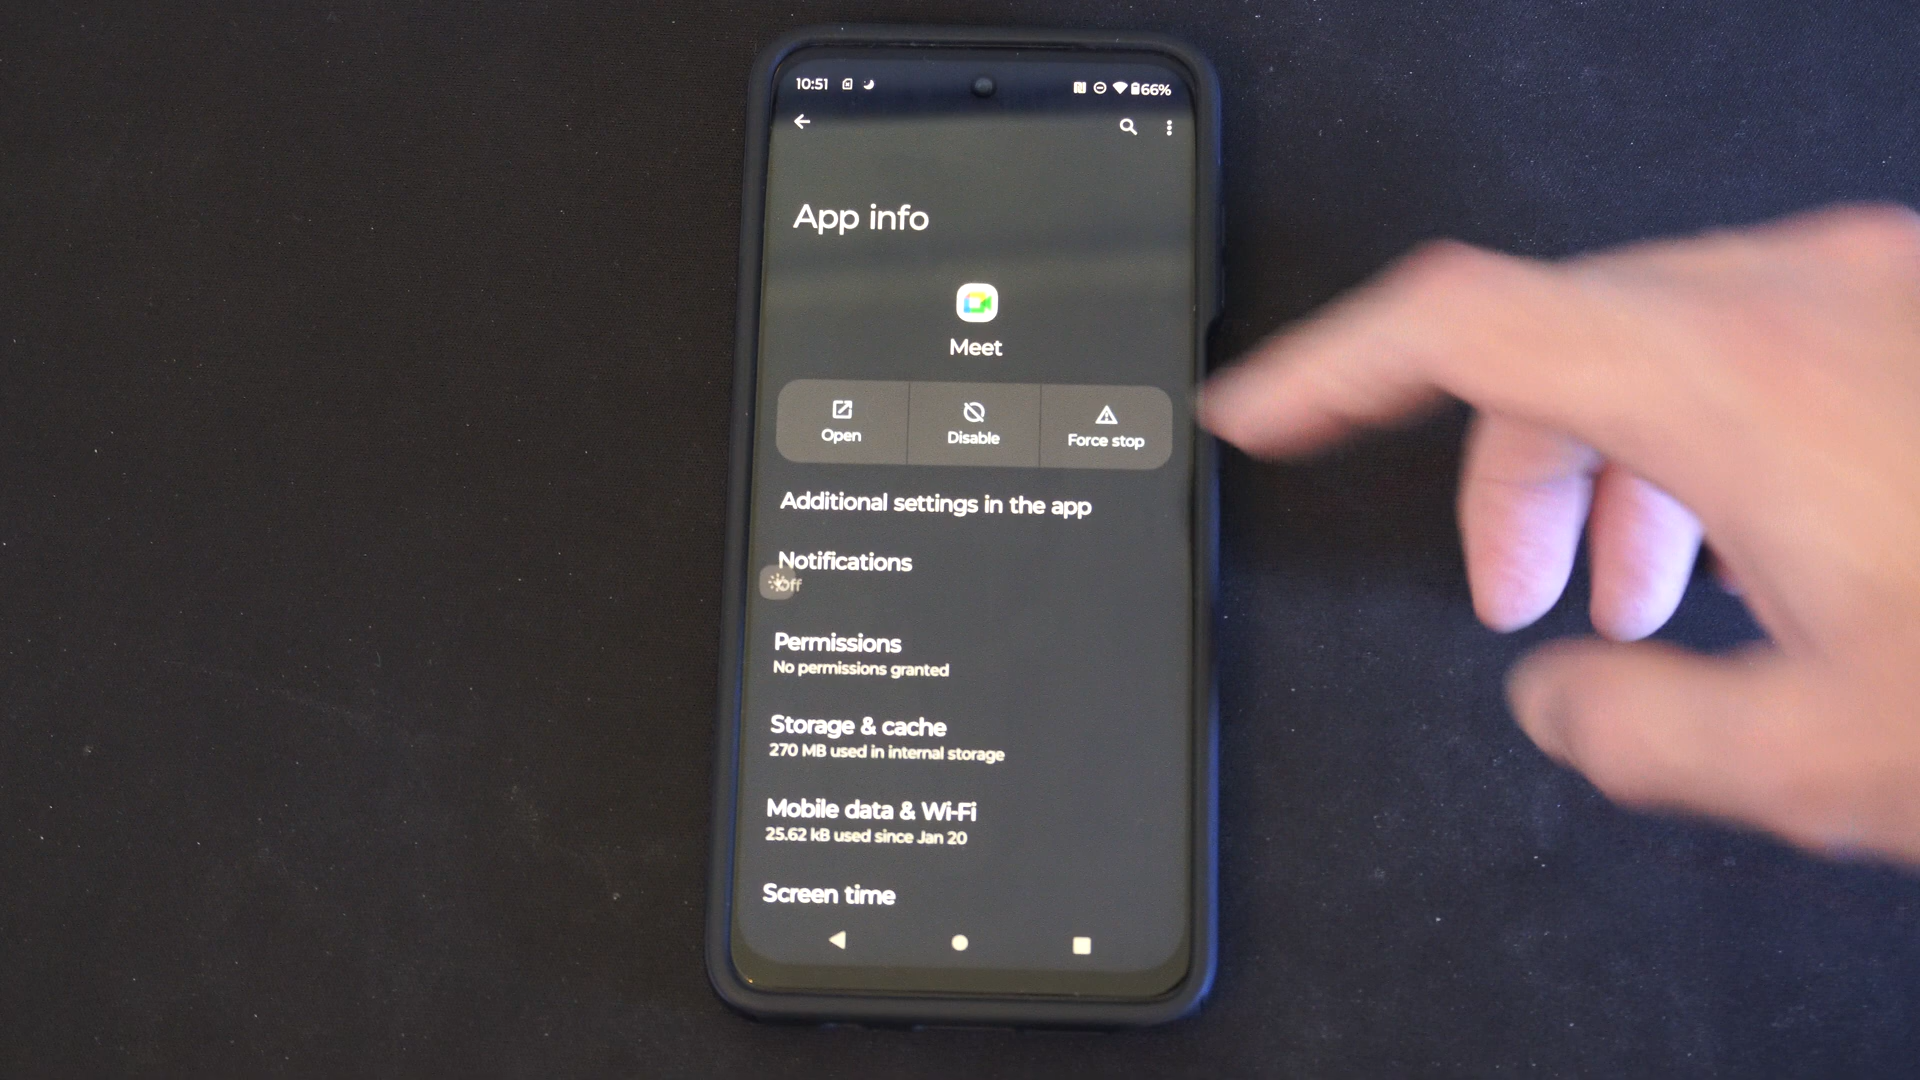 10:51
66%
App info
Meet
Open
Disable
Force stop
Additional settings in the app
Notifications
Off
Permissions
No permissions granted
Storage & cache
270 MB used in internal storage
Mobile data & Wi-Fi
25.62 kB used since Jan 20
Screen time